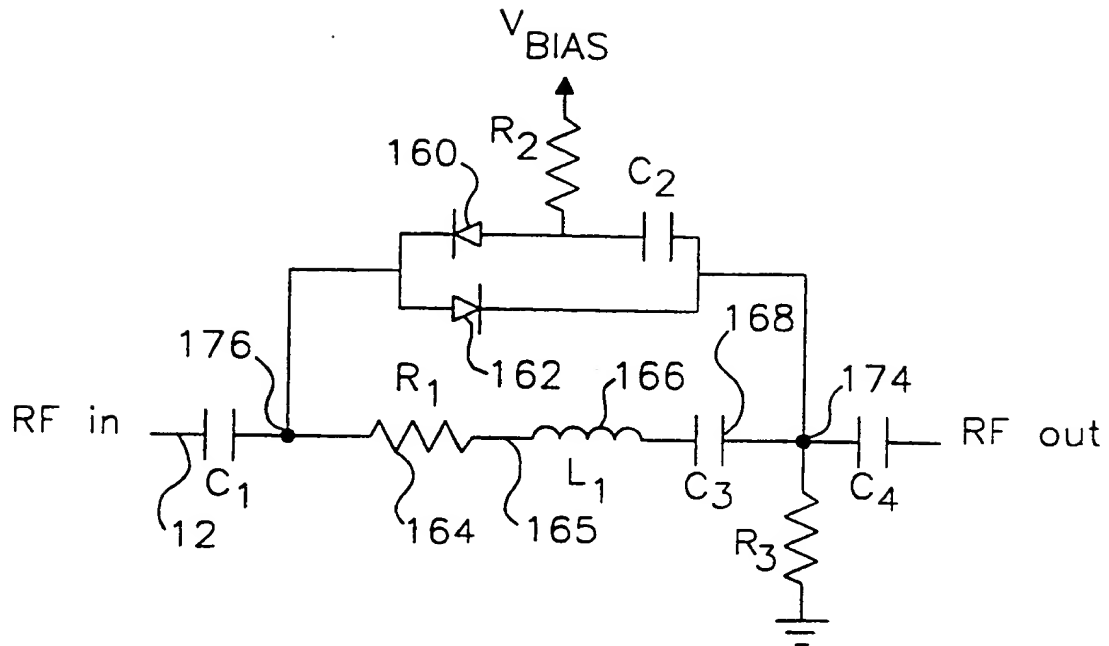 V BIAS
R2
160
C2
162
168
176
R1
166
174
RF in
RF out
C1
L1
C3
C4
12
164
165
R3